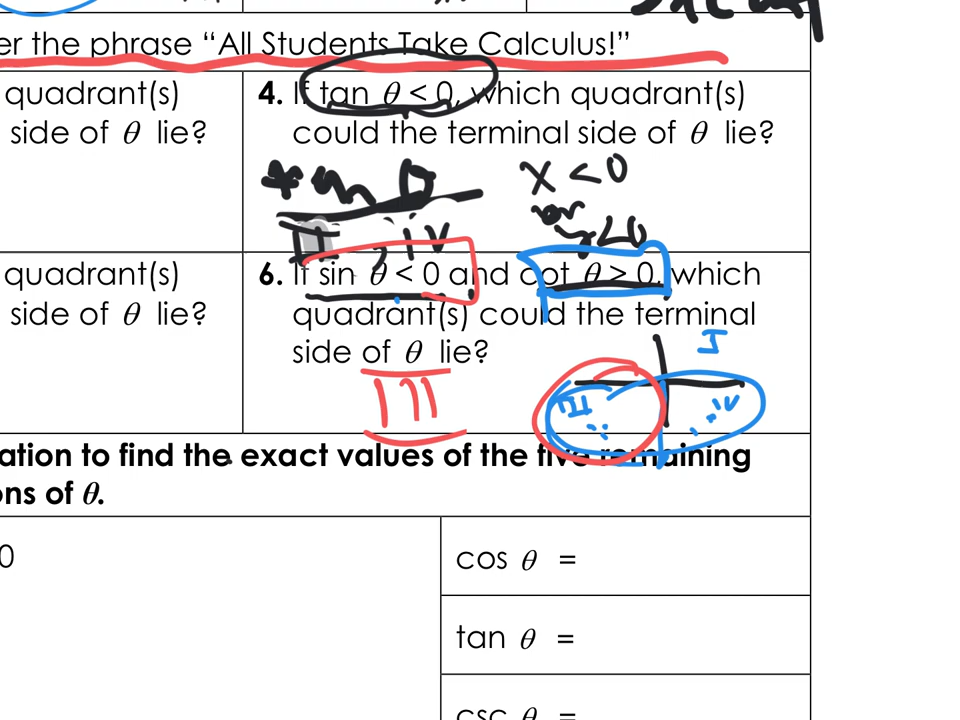 er the phrase “All Students Take Calculus!”
quadrant(s)
side of θ lie?
4. If tan θ < 0, which quadrant(s)
could the terminal side of θ lie?
x < 0
or
y < 0
II, IV
quadrant(s)
side of θ lie?
6. If sin θ < 0 and cot θ > 0, which
quadrant(s) could the terminal
side of θ lie?
III
I
III
IV
ation to find the exact values of the five remaining
ons of θ.
0
cos θ =
tan θ =
csc θ =